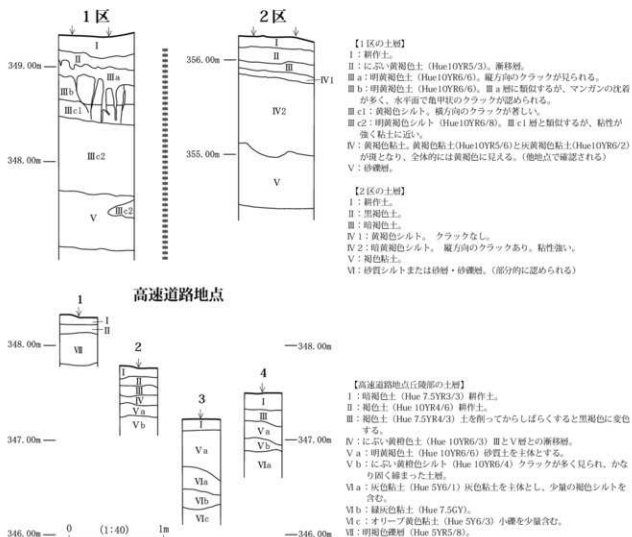 1区
2区
349.00m
348.00m
356.00m
355.00m
I
II
IIIa
IIIb
IIIc1
IIIc2
V
IIIc2
I
II
III
IV1
IV2
V
【1区の土層】
I：耕作土。
II：にぶい黄褐色土（Hue10YR5/3）。漸移層。
IIIa：明黄褐色土（Hue10YR6/6）。縦方向のクラックが見られる。
IIIb：明黄褐色土（Hue10YR6/6）。IIIa層に類似するが、マンガンの沈着
が多く、水平面で亀甲状のクラックが認められる。
IIIc1：黄褐色シルト。横方向のクラックが著しい。
IIIc2：明黄褐色シルト（Hue10YR6/8）。IIIc1層と類似するが、粘性が
強く粘土に近い。
IV：黄褐色粘土。黄褐色粘土(Hue10YR5/6)と灰黄褐色粘土(Hue10YR6/2)
が斑となり、全体的には黄褐色に見える。（他地点で確認される）
V：砂礫層。
【2区の土層】
I：耕作土。
II：黒褐色土。
III：暗褐色土。
IV1：黄褐色シルト。 クラックなし。
IV2：暗黄褐色シルト。 縦方向のクラックあり。粘性強い。
V：褐色粘土。
VI：砂質シルトまたは砂層・砂礫層。（部分的に認められる）
高速道路地点
1
2
3
4
348.00m
347.00m
346.00m
348.00m
347.00m
346.00m
I
II
VII
I
II
III
IV
Va
Vb
I
Va
VIa
VIb
VIc
I
III
Va
Vb
VIa
0 (1:40) 1m
【高速道路地点丘陵部の土層】
I：暗褐色土（Hue 7.5YR3/3）耕作土。
II：褐色土（Hue 10YR4/6）耕作土。
III：褐色土（Hue 7.5YR4/3）土を削ってからしばらくすると黒褐色に変色
する。
IV：にぶい黄橙色土（Hue 10YR6/3）IIIとV層との漸移層。
Va：明黄褐色土（Hue 10YR6/6）砂質土を主体とする。
Vb：にぶい黄橙色シルト（Hue 10YR6/4）クラックが多く見られ、かな
り固く締まった土層。
VIa：灰色粘土（Hue 5Y6/1）灰色粘土を主体とし、少量の褐色シルトを
含む。
VIb：緑灰色粘土（Hue 7.5GY）。
VIc：オリーブ黄色粘土（Hue 5Y6/3）小礫を少量含む。
VII：明褐色礫層（Hue 5YR5/8）。